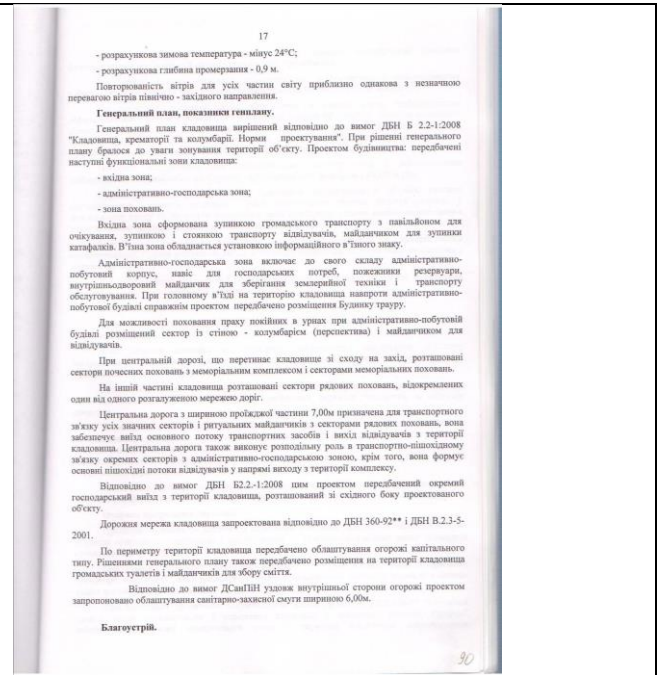 17
- розрахункова зимова температура - мінус 24°С;
- розрахункова глибина промерзання - 0,9 м.
Повторюваність вітрів для усіх частин світу приблизно однакова з незначною
перевагою вітрів північно - західного направлення.
Генеральний план, показники генплану.
Генеральний план кладовища вирішений відповідно до вимог ДБН Б 2.2-1:2008
"Кладовища, крематорії та колумбарії. Норми проектування". При рішенні генерального
плану бралося до уваги зонування території об'єкту. Проектом будівництва: передбачені
наступні функціональні зони кладовища:
- вхідна зона;
- адміністративно-господарська зона;
- зона поховань.
Вхідна зона сформована зупинкою громадського транспорту з павільйоном для
очікування, зупинкою і стоянкою транспорту відвідувачів, майданчиком для зупинки
катафалків. В'їзна зона обладнається установкою інформаційного в'їзного знаку.
Адміністративно-господарська зона включає до свого складу адміністративно-
побутовий корпус, навіс для господарських потреб, пожежники резервуари,
внутрішньодворовий майданчик для зберігання землерийної техніки і транспорту
обслуговування. При головному в'їзді на територію кладовища навпроти адміністративно-
побутової будівлі справжнім проектом передбачено розміщення Будинку трауру.
Для можливості поховання праху покійних в урнах при адміністративно-побутовій
будівлі розміщений сектор із стіною - колумбарієм (перспектива) і майданчиком для
відвідувачів.
При центральній дорозі, що перетинає кладовище зі сходу на захід, розташовані
сектори почесних поховань з меморіальним комплексом і секторами меморіальних поховань.
На іншій частині кладовища розташовані сектори рядових поховань, відокремлених
один від одного розгалуженою мережею доріг.
Центральна дорога з шириною проїжджої частини 7,00м призначена для транспортного
зв'язку усіх значних секторів і ритуальних майданчиків з секторами рядових поховань, вона
забезпечує виїзд основного потоку транспортних засобів і вихід відвідувачів з території
кладовища. Центральна дорога також виконує розподільну роль в транспортно-пішохідному
зв'язку окремих секторів з адміністративно-господарською зоною, крім того, вона формує
основні пішохідні потоки відвідувачів у напрямі виходу з території комплексу.
Відповідно до вимог ДБН Б2.2.-1:2008 цим проектом передбачений окремий
господарський виїзд з території кладовища, розташований зі східного боку проектованого
об'єкту.
Дорожня мережа кладовища запроектована відповідно до ДБН 360-92** і ДБН В.2.3-5-
2001.
По периметру території кладовища передбачено облаштування огорожі капітального
типу. Рішеннями генерального плану також передбачено розміщення на території кладовища
громадських туалетів і майданчиків для збору сміття.
Відповідно до вимог ДСанПіН уздовж внутрішньої сторони огорожі проектом
запропоновано облаштування санітарно-захисної смуги шириною 6,00м.
Благоустрій.
90